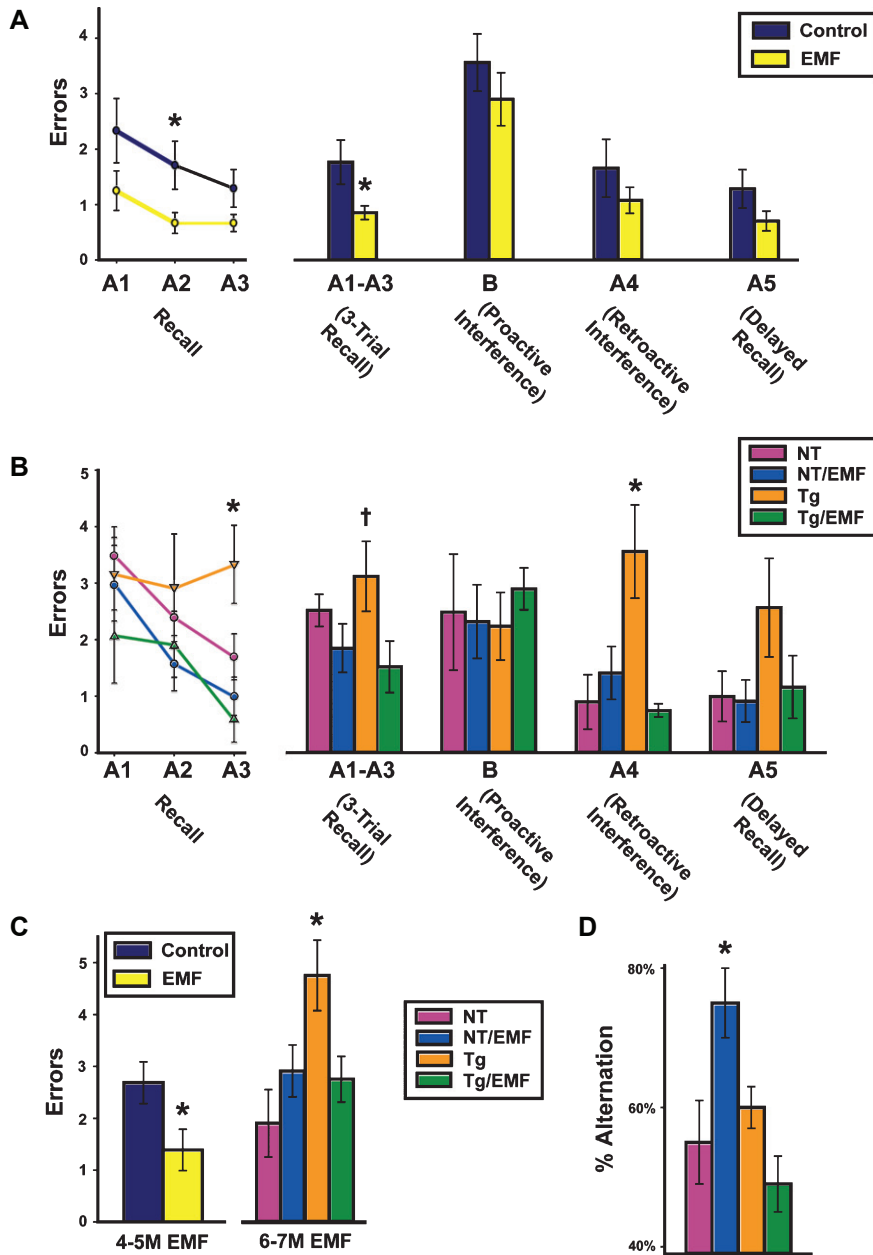 A
Errors
4
3
2
1
0
*
A1 A2 A3
Recall
Control
EMF
*
A1-A3 B A4 A5
(3-Trial
Recall)
(Proactive
Interference)
(Retroactive
Interference)
(Delayed
Recall)
B
Errors
5
4
3
2
1
0
*
A1 A2 A3
Recall
NT
NT/EMF
Tg
Tg/EMF
†
*
A1-A3 B A4 A5
(3-Trial
Recall)
(Proactive
Interference)
(Retroactive
Interference)
(Delayed
Recall)
C
Errors
5
4
3
2
1
0
Control
EMF
*
*
4-5M EMF 6-7M EMF
NT
NT/EMF
Tg
Tg/EMF
D
% Alternation
80%
60%
40%
*